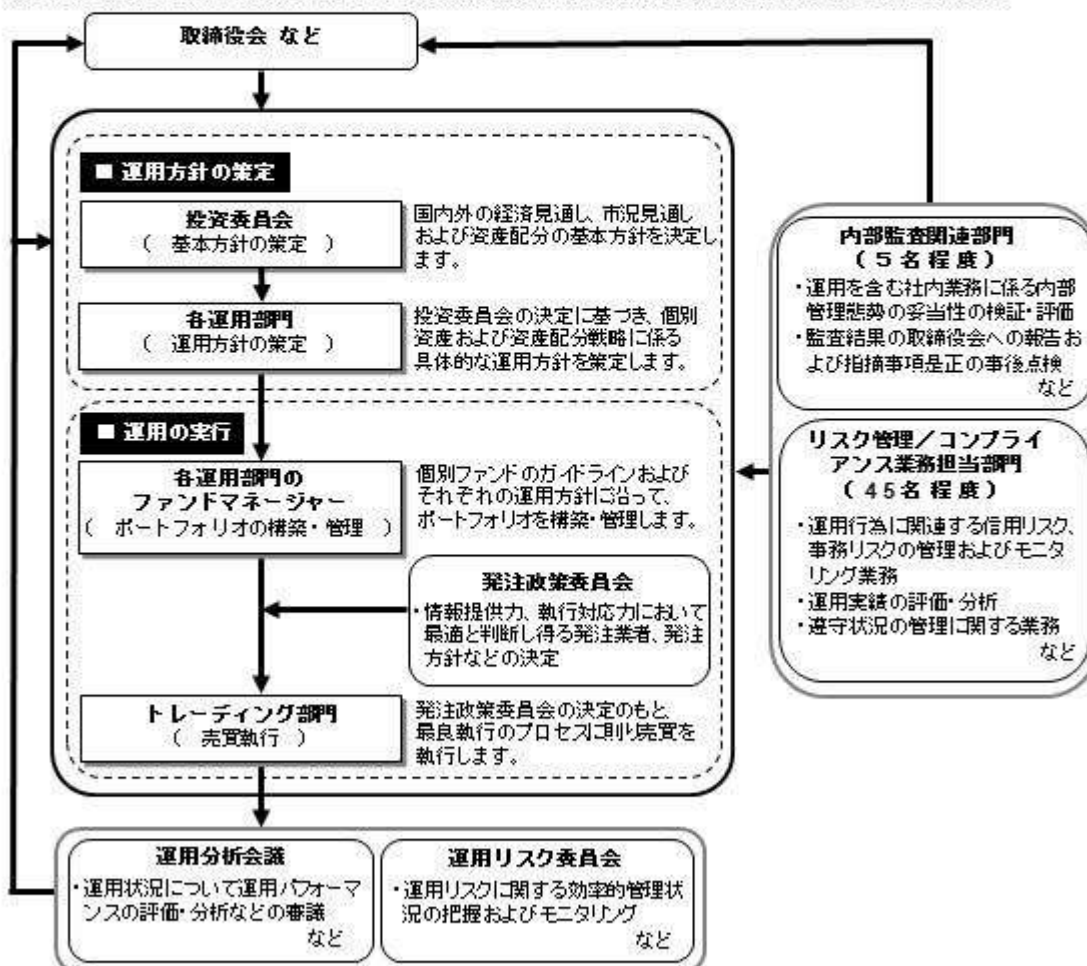 取締役会 など
■ 運用方針の策定
投資委員会
（ 基本方針の策定 ）
国内外の経済見通し、市況見通し
および資産配分の基本方針を決定し
ます。
各運用部門
（ 運用方針の策定 ）
投資委員会の決定に基づき、個別
資産および資産配分戦略に係る
具体的な運用方針を策定します。
■ 運用の実行
各運用部門の
ファンドマネージャー
（ ポートフォリオの構築・管理 ）
個別ファンドのガイドラインおよび
それぞれの運用方針に沿って、
ポートフォリオを構築・管理します。
発注政策委員会
・情報提供力、執行対応力において
最適と判断し得る発注業者、発注
方針などの決定
トレーディング部門
（ 売買執行 ）
発注政策委員会の決定のもと、
最良執行のプロセスに則り売買を
執行します。
運用分析会議
・運用状況について運用パフォーマ
ンスの評価・分析などの審議
など
運用リスク委員会
・運用リスクに関する効率的管理状
況の把握およびモニタリング
など
内部監査関連部門
（５名程度）
・運用を含む社内業務に係る内部
管理態勢の妥当性の検証・評価
・監査結果の取締役会への報告お
よび指摘事項是正の事後点検
など
リスク管理／コンプライ
アンス業務担当部門
（４５名程度）
・運用行為に関連する信用リスク、
事務リスクの管理およびモニタ
リング業務
・運用実績の評価・分析
・遵守状況の管理に関する業務
など